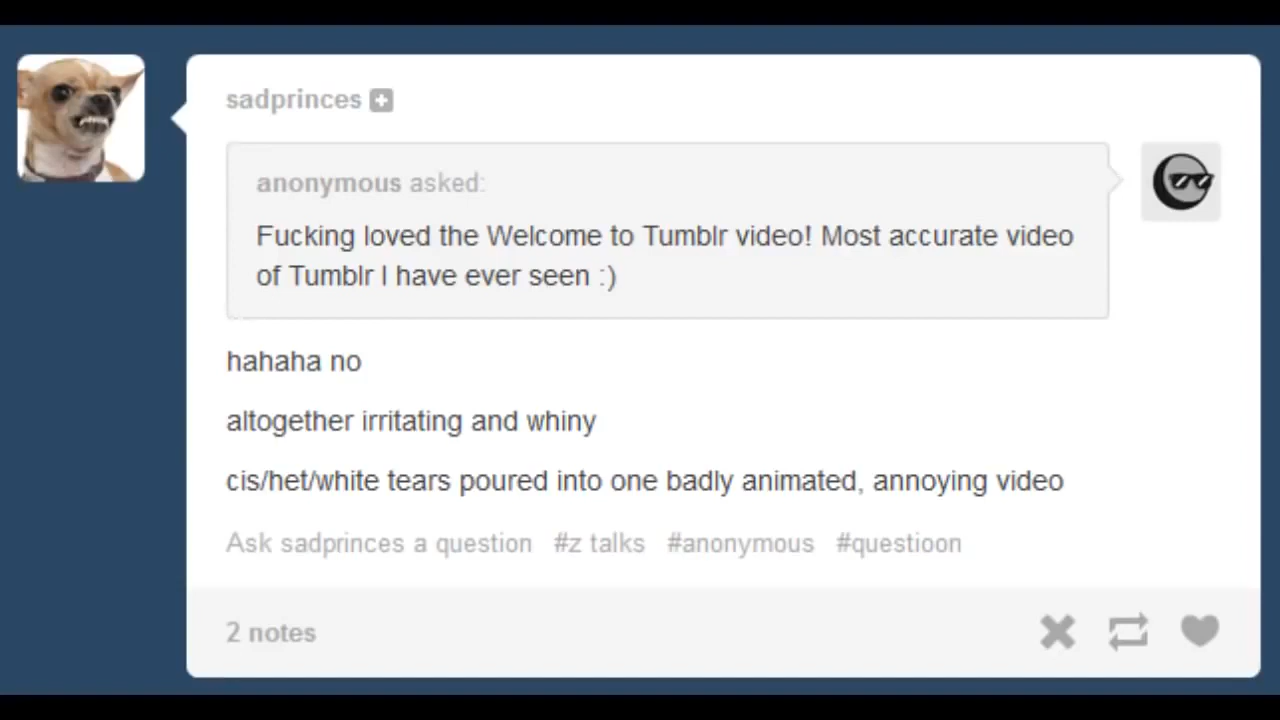 sadprinces
anonymous asked:
Fucking loved the Welcome to Tumblr video! Most accurate video
of Tumblr I have ever seen :)
hahaha no
altogether irritating and whiny
cis/het/white tears poured into one badly animated, annoying video
Ask sadprinces a question #z talks #anonymous #questioon
2 notes